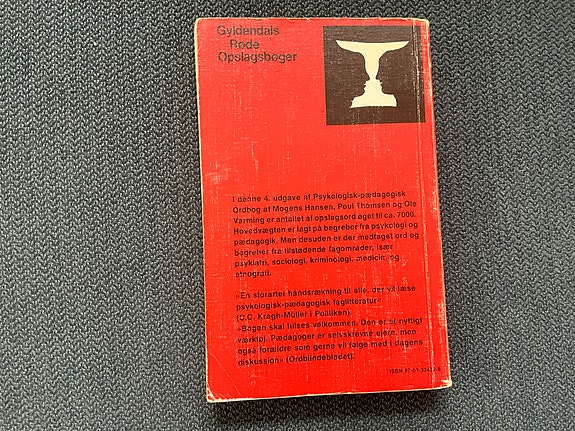 Gyldendals
Røde
Opslagsbøger
I denne 4. udgave af Psykologisk-pædagogisk
Ordbog af Mogens Hansen, Poul Thomsen og Ole
Varming er antallet af opslagsord øget til ca. 7000.
Hovedvægten er lagt på begreber fra psykologi og
pædagogik. Men desuden er der medtaget ord og
begreber fra tilstødende fagområder, især
psykiatri, sociologi, kriminologi, medicin, og
etnografi.
»En storartet håndsrækning til alle, der vil læse
psykologisk-pædagogisk faglitteratur«
(C.C. Kragh-Müller i Politiken).
»Bogen skal hilses velkommen. Den er et nyttigt
værktøj. Pædagoger er selvskrevne ejere, men
også forældre som gerne vil følge med i dagens
diskussion« (Ordblindebladet).
ISBN